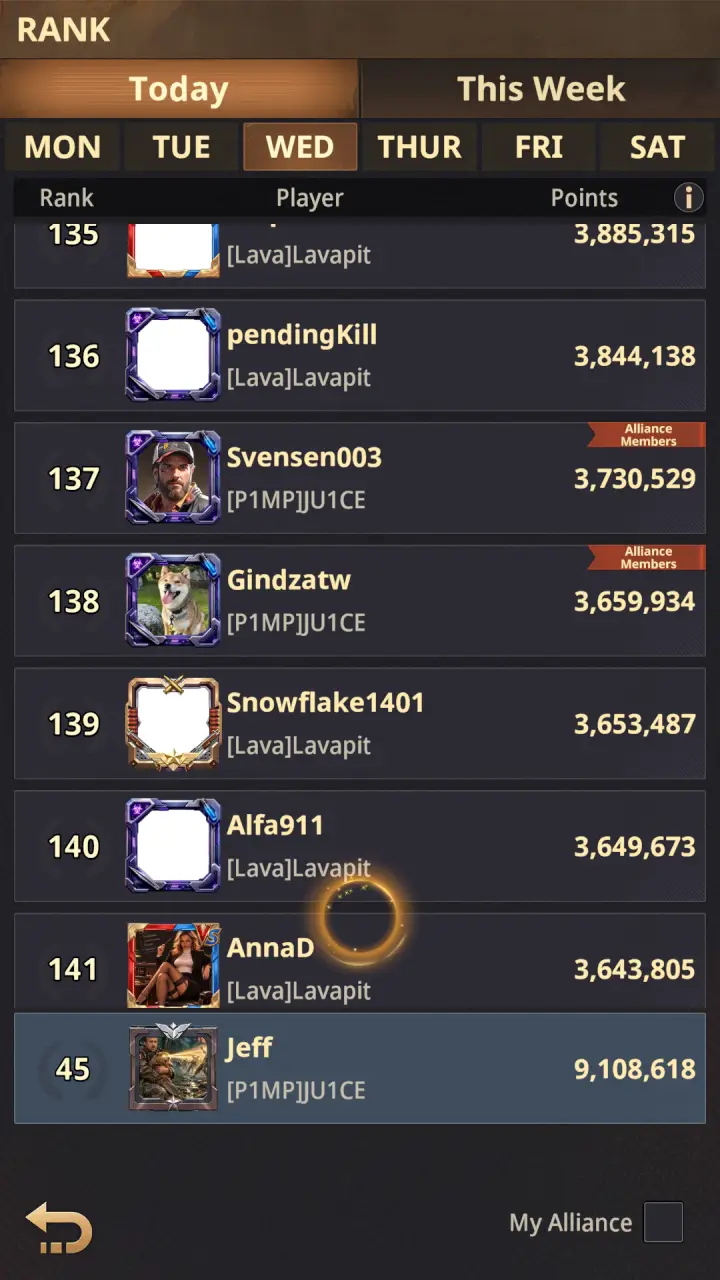 RANK
Today This Week
MON TUE WED THUR FRI SAT
Rank Player Points i
135 3,885,315
[Lava]Lavapit
136 pendingKill 3,844,138
[Lava]Lavapit
Alliance Members
137 Svensen003 3,730,529
[P1MP]JU1CE
Alliance Members
138 Gindzatw 3,659,934
[P1MP]JU1CE
139 Snowflake1401 3,653,487
[Lava]Lavapit
140 Alfa911 3,649,673
[Lava]Lavapit
VS
141 AnnaD 3,643,805
[Lava]Lavapit
45 Jeff 9,108,618
[P1MP]JU1CE
My Alliance